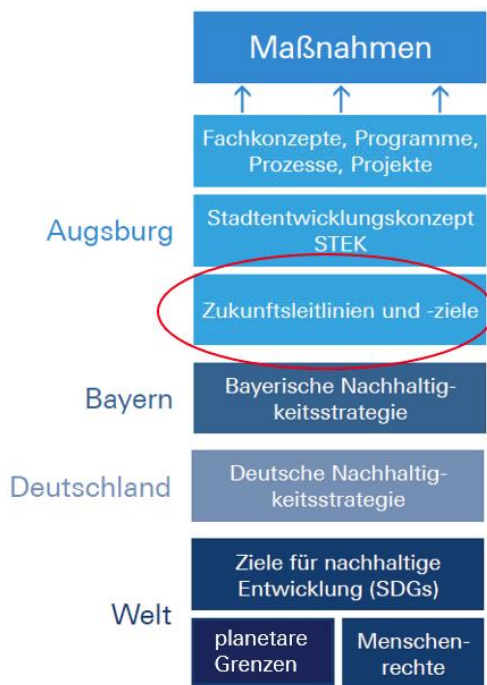 Maßnahmen
Fachkonzepte, Programme,
Prozesse, Projekte
Augsburg
Stadtentwicklungskonzept
STEK
Zukunftsleitlinien und -ziele
Bayern
Bayerische Nachhaltig-
keitsstrategie
Deutschland
Deutsche Nachhaltig-
keitsstrategie
Welt
Ziele für nachhaltige
Entwicklung (SDGs)
planetare
Grenzen
Menschen-
rechte